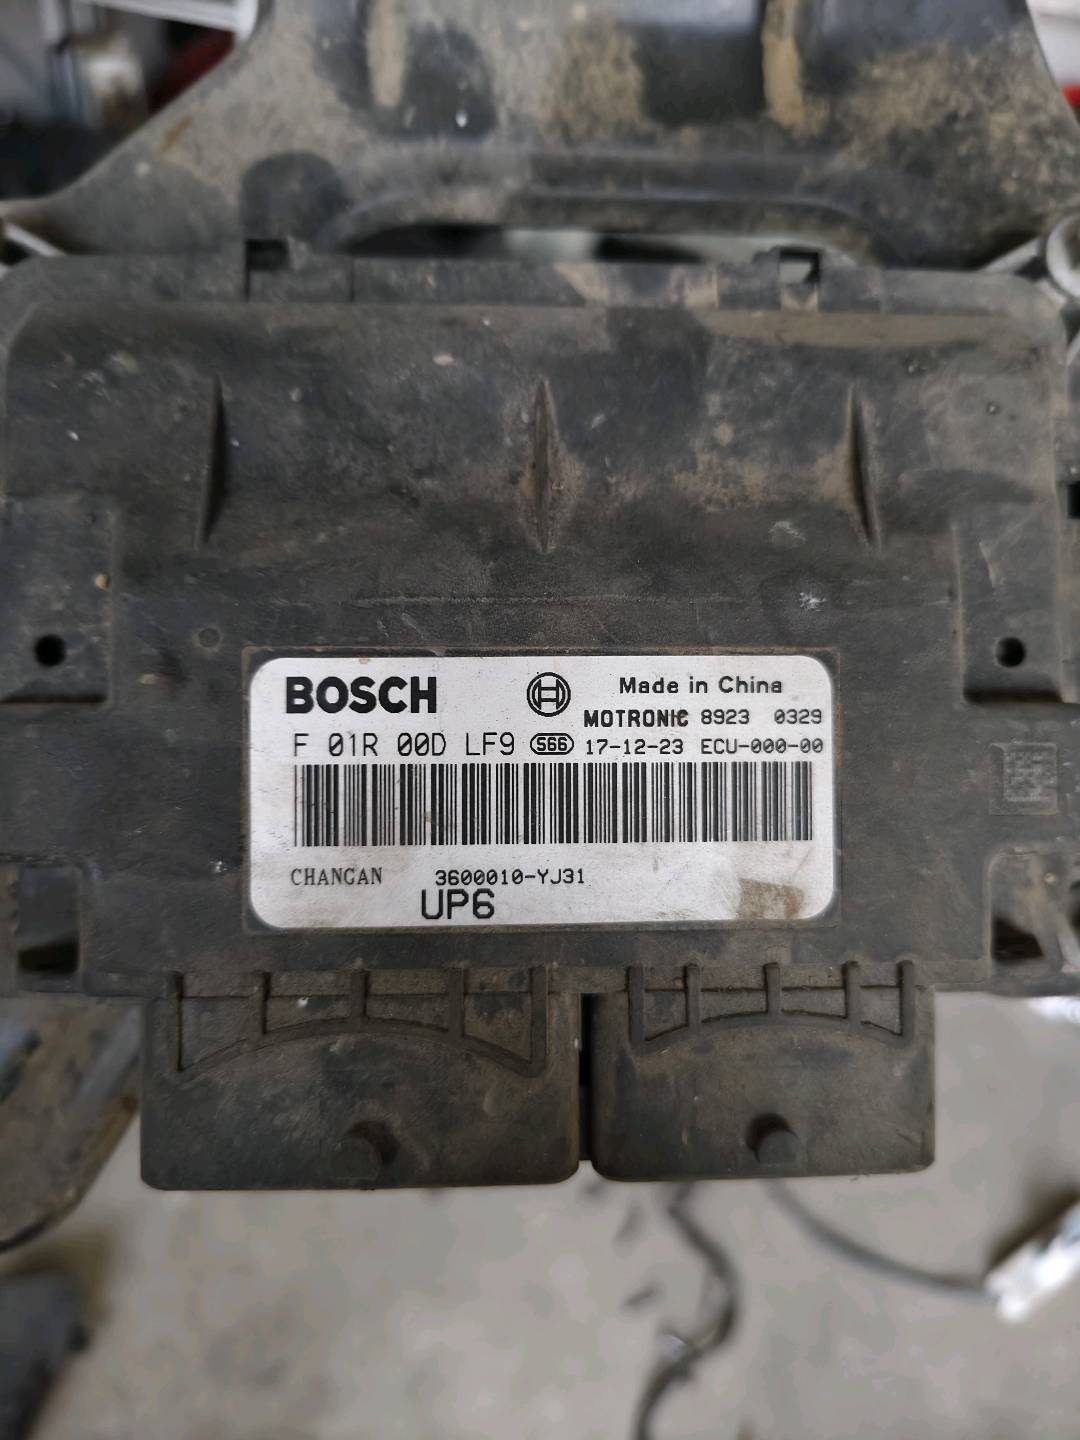 BOSCH
Made in China
MOTRONIC 8923 0329
F 01R 00D LF9 S66 17-12-23 ECU-000-00
CHANGAN 3600010-YJ31
UP6